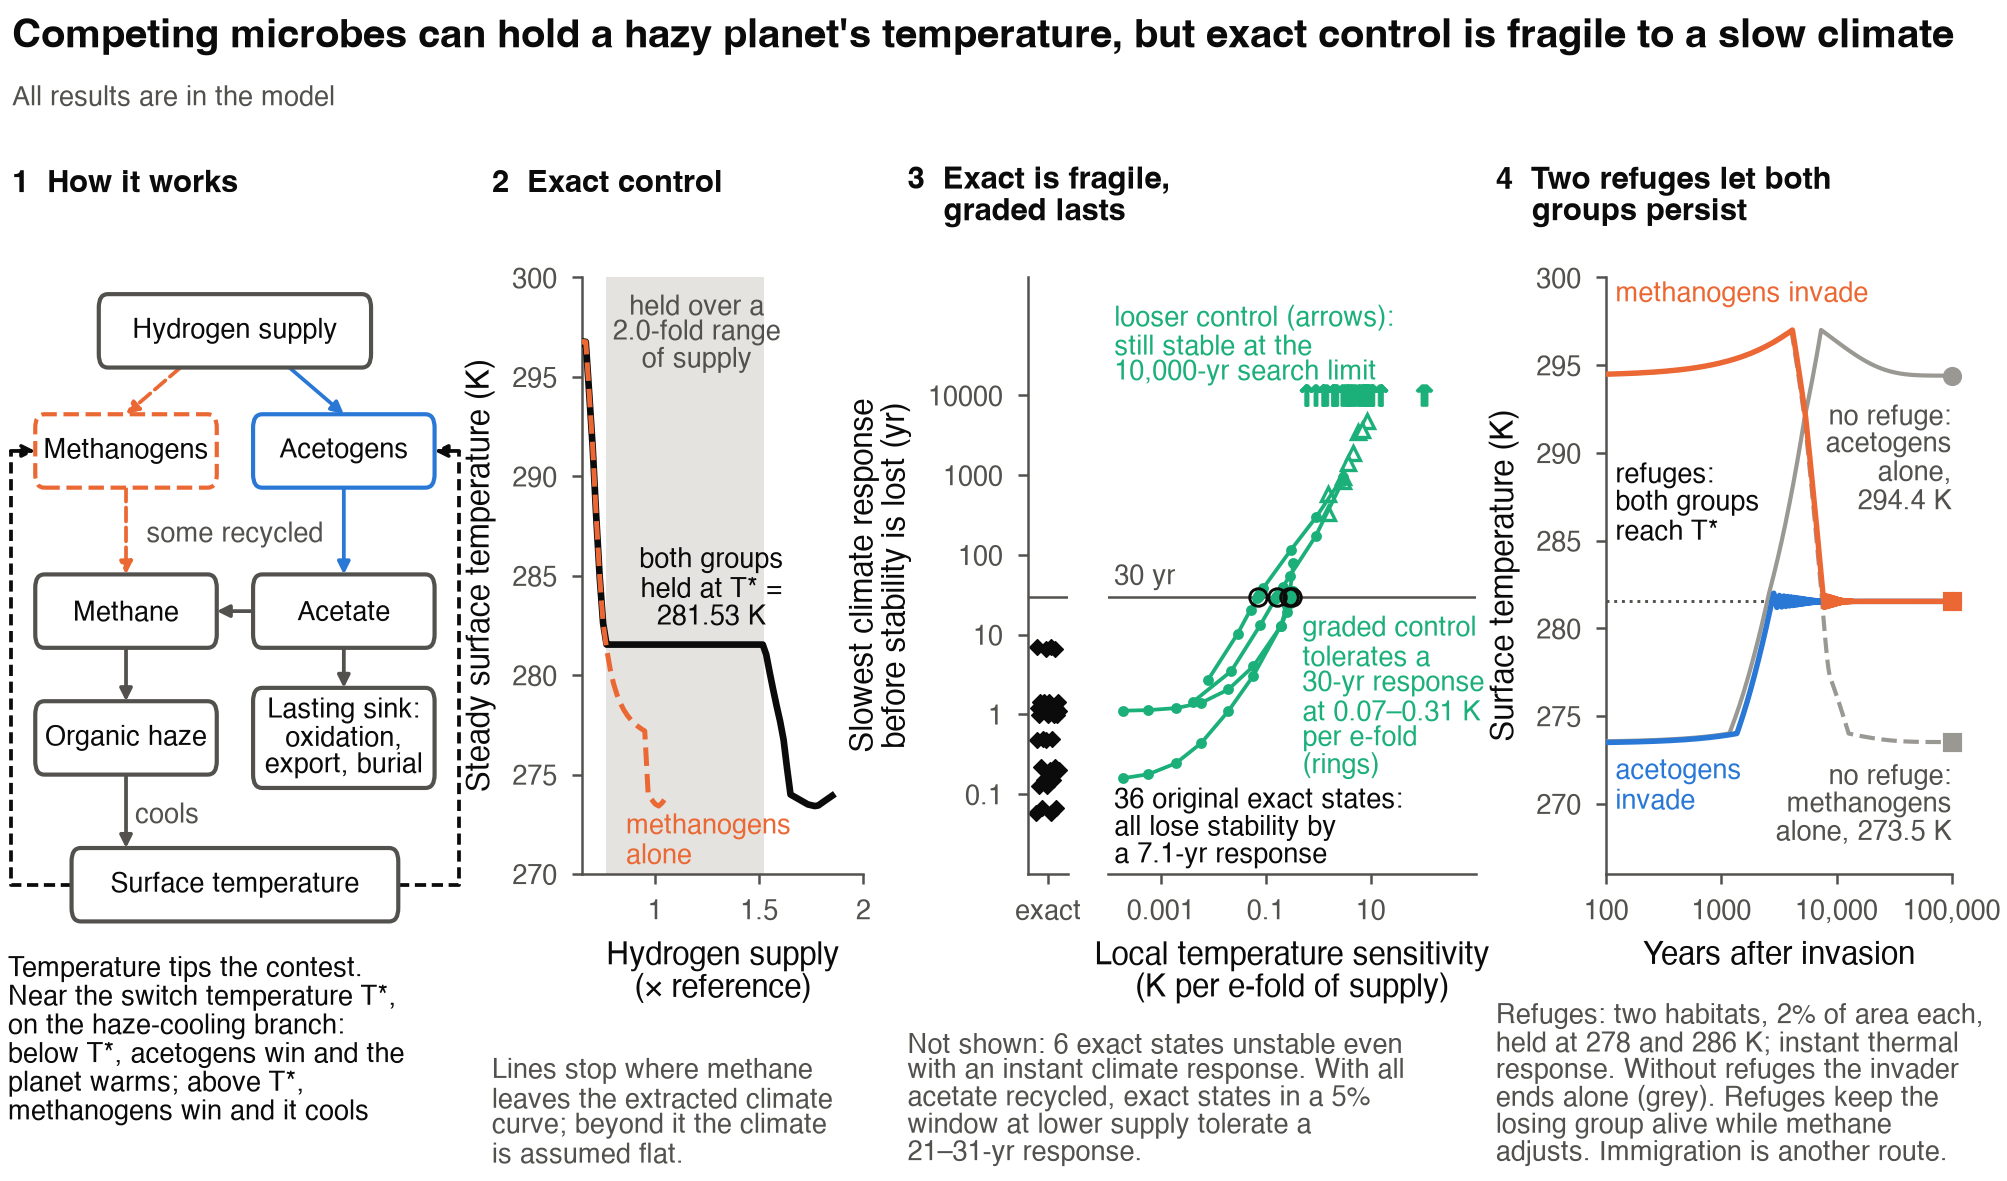 Competing microbes can hold a hazy planet's temperature, but exact control is fragile to a slow climate
All results are in the model
1 How it works
Hydrogen supply
Methanogens
Acetogens
some recycled
Methane
Acetate
Organic haze
Lasting sink:
oxidation,
export, burial
cools
Surface temperature
Temperature tips the contest.
Near the switch temperature T*,
on the haze-cooling branch:
below T*, acetogens win and the
planet warms; above T*,
methanogens win and it cools
2 Exact control
Steady surface temperature (K)
300
295
290
285
280
275
270
held over a
2.0-fold range
of supply
both groups
held at T* =
281.53 K
methanogens
alone
1
1.5
2
Hydrogen supply
(× reference)
Lines stop where methane
leaves the extracted climate
curve; beyond it the climate
is assumed flat.
3 Exact is fragile,
graded lasts
Slowest climate response
before stability is lost (yr)
10000
1000
100
10
1
0.1
looser control (arrows):
still stable at the
10,000-yr search limit
30 yr
graded control
tolerates a
30-yr response
at 0.07–0.31 K
per e-fold
(rings)
36 original exact states:
all lose stability by
a 7.1-yr response
exact
0.001
0.1
10
Local temperature sensitivity
(K per e-fold of supply)
Not shown: 6 exact states unstable even
with an instant climate response. With all
acetate recycled, exact states in a 5%
window at lower supply tolerate a
21–31-yr response.
4 Two refuges let both
groups persist
Surface temperature (K)
300
295
290
285
280
275
270
methanogens invade
no refuge:
acetogens
alone,
294.4 K
refuges:
both groups
reach T*
acetogens
invade
no refuge:
methanogens
alone, 273.5 K
100
1000
10,000
100,000
Years after invasion
Refuges: two habitats, 2% of area each,
held at 278 and 286 K; instant thermal
response. Without refuges the invader
ends alone (grey). Refuges keep the
losing group alive while methane
adjusts. Immigration is another route.